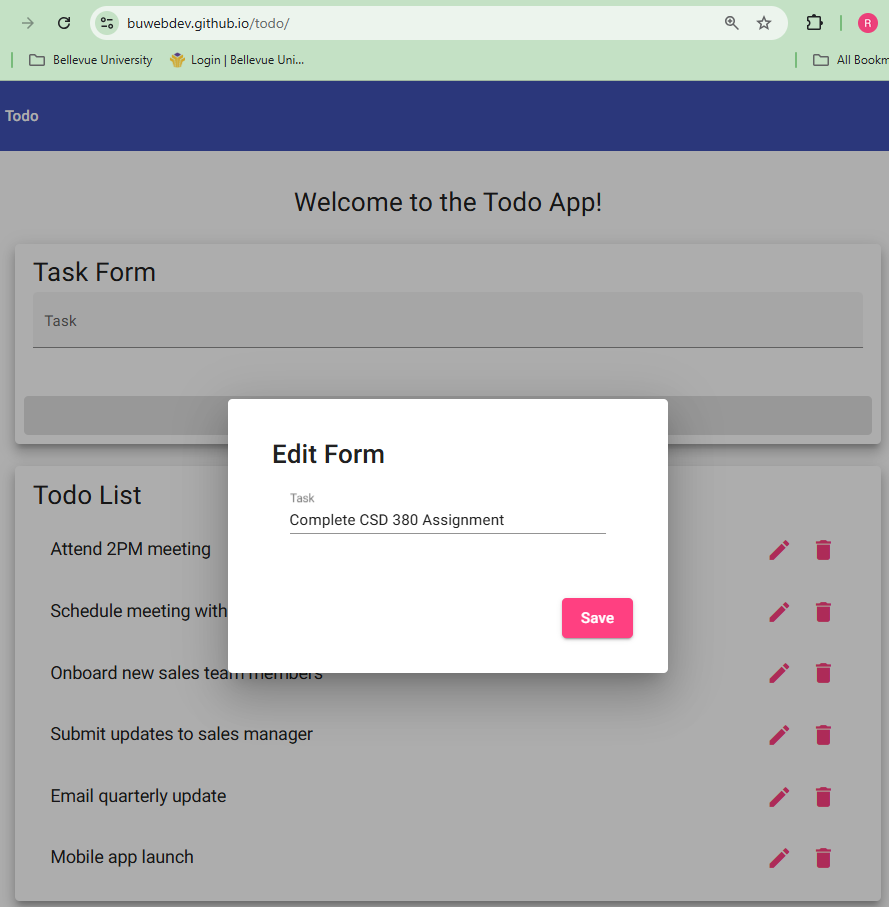 buwebdev.github.io/todo/
R
Bellevue University
Login | Bellevue Uni...
All Bookm
Todo
Welcome to the Todo App!
Task Form
Task
Edit Form
Task
Complete CSD 380 Assignment
Save
Todo List
Attend 2PM meeting
Schedule meeting with
Onboard new sales team members
Submit updates to sales manager
Email quarterly update
Mobile app launch